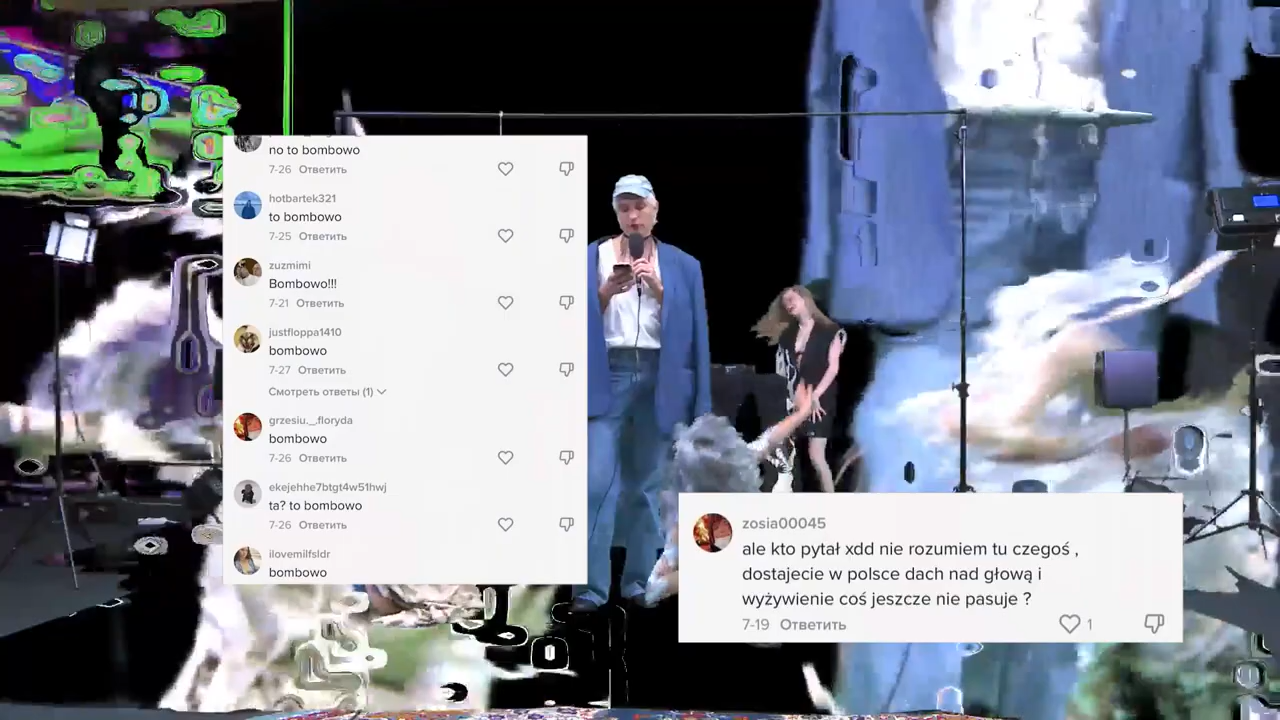 no to bombowo
7-26 Ответить
hotbartek321
to bombowo
7-25 Ответить
zuzmimi
Bombowo!!!
7-21 Ответить
justfloppa1410
bombowo
7-27 Ответить
Смотреть ответы (1)
grzesiu._.floryda
bombowo
7-26 Ответить
ekejehhe7btgt4w51hwj
ta? to bombowo
7-26 Ответить
ilovemilfsldr
bombowo
zosia00045
ale kto pytał xdd nie rozumiem tu czegoś ,
dostajecie w polsce dach nad głową i
wyżywienie coś jeszcze nie pasuje ?
7-19 Ответить 1